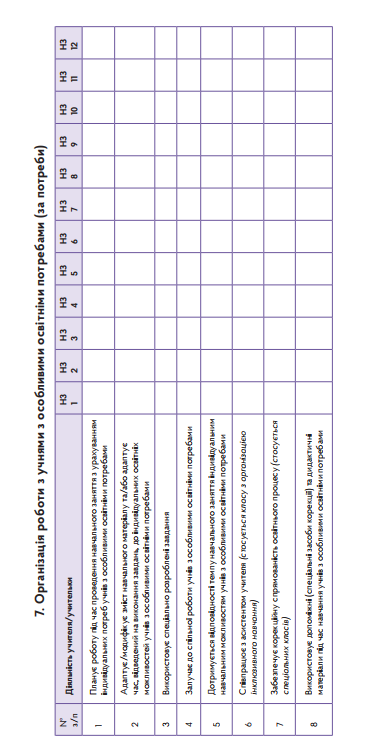 7. Організація роботи з учнями з особливими освітніми потребами (за потреби)
№ з/п
Діяльність учителя/учительки
НЗ 1
НЗ 2
НЗ 3
НЗ 4
НЗ 5
НЗ 6
НЗ 7
НЗ 8
НЗ 9
НЗ 10
НЗ 11
НЗ 12
1
Планує роботу під час проведення навчального заняття з урахуванням
індивідуальних потреб учнів з особливими освітніми потребами
2
Адаптує/модифікує зміст навчального матеріалу та/або адаптує
час, відведений на виконання завдань, до індивідуальних освітніх
можливостей учнів з особливими освітніми потребами
3
Використовує спеціально розроблені завдання
4
Залучає до спільної роботи учнів з особливими освітніми потребами
5
Дотримується відповідності темпу навчального заняття індивідуальним
навчальним можливостям учнів з особливими освітніми потребами
6
Співпрацює з асистентом учителя (стосується класу з організацією
інклюзивного навчання)
7
Забезпечує корекційну спрямованість освітнього процесу (стосується
спеціальних класів)
8
Використовує допоміжні (спеціальні засоби корекції) та дидактичні
матеріали під час навчання учнів з особливими освітніми потребами